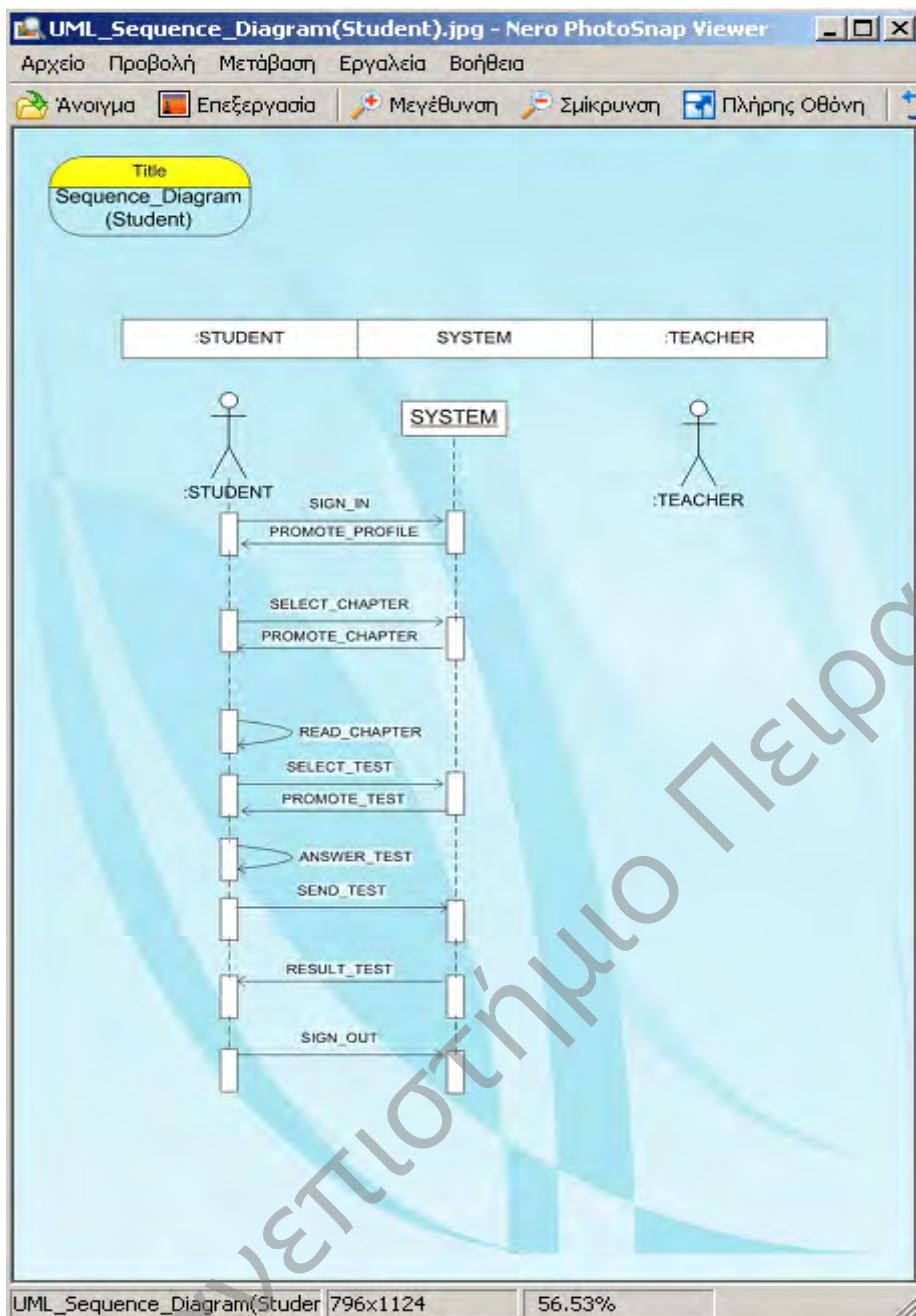 UML_Sequence_Diagram(Student).jpg - Nero PhotoSnap Viewer
Αρχείο Προβολή Μετάβαση Εργαλεία Βοήθεια
Άνοιγμα Επεξεργασία Μεγέθυνση Σμίκρυνση Πλήρης Οθόνη
Title
Sequence_Diagram
(Student)
:STUDENT SYSTEM :TEACHER
SYSTEM
:STUDENT
:TEACHER
SIGN_IN
PROMOTE_PROFILE
SELECT_CHAPTER
PROMOTE_CHAPTER
READ_CHAPTER
SELECT_TEST
PROMOTE_TEST
ANSWER_TEST
SEND_TEST
RESULT_TEST
SIGN_OUT
UML_Sequence_Diagram(Studer 796x1124 56.53%